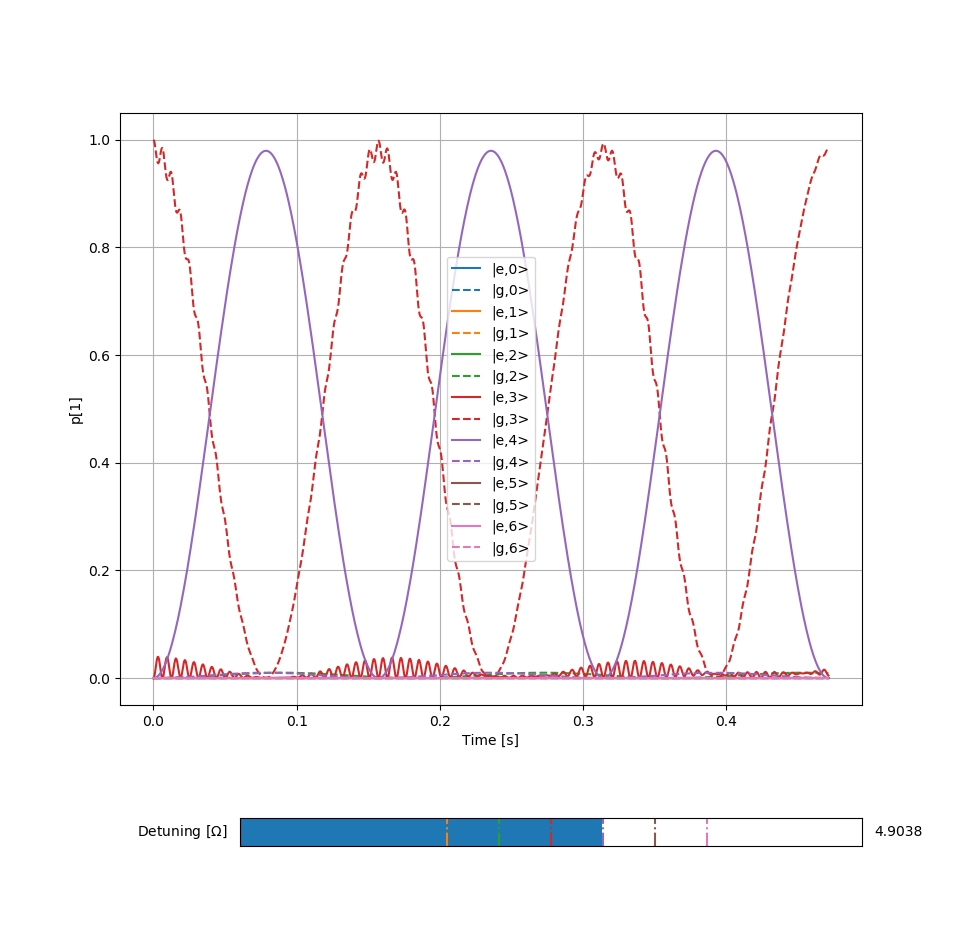 1.0
0.8
0.6
0.4
0.2
0.0
p[1]
|e,0>
|g,0>
|e,1>
|g,1>
|e,2>
|g,2>
|e,3>
|g,3>
|e,4>
|g,4>
|e,5>
|g,5>
|e,6>
|g,6>
0.0 0.1 0.2 0.3 0.4
Time [s]
Detuning [Ω] 4.9038